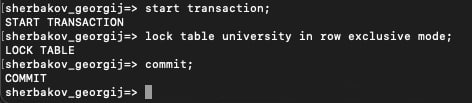 [sherbakov_georgij=> start transaction;
START TRANSACTION
[sherbakov_georgij=> lock table university in row exclusive mode;
LOCK TABLE
[sherbakov_georgij=> commit;
COMMIT
sherbakov_georgij=>